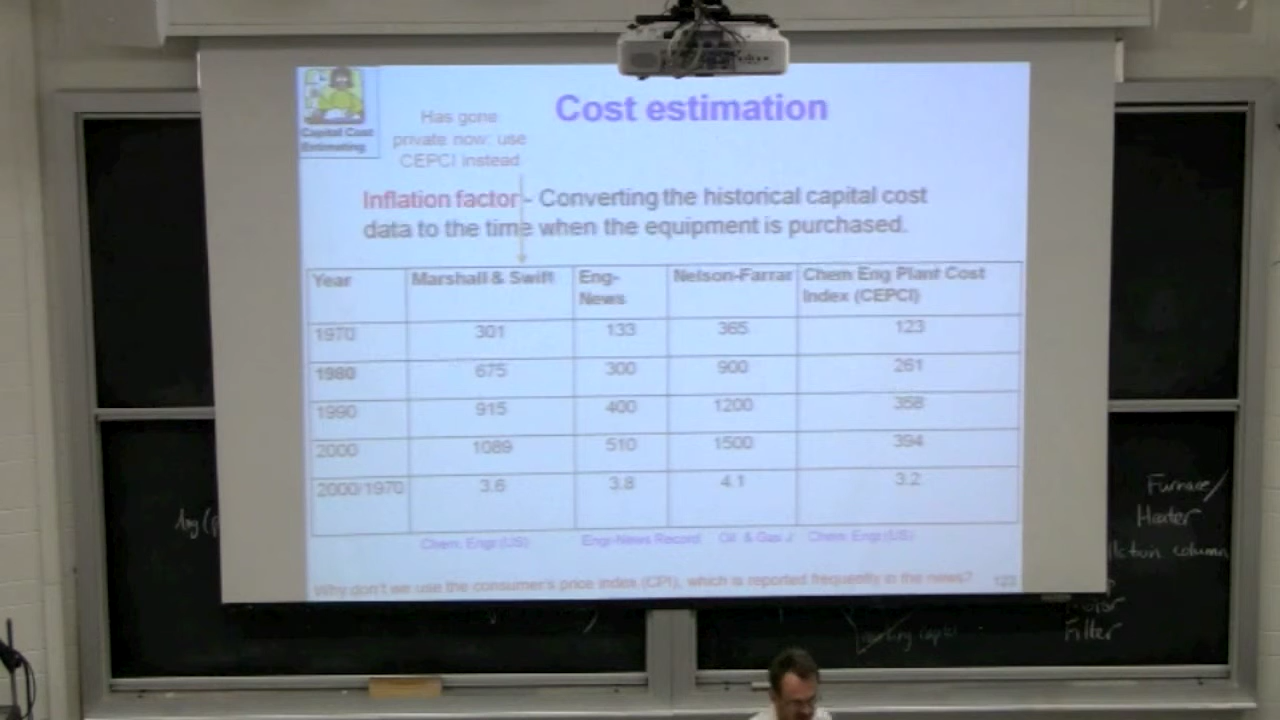 Capital Cost
Estimating
Has gone
private now: use
CEPCI instead
Cost estimation
Inflation factor - Converting the historical capital cost
data to the time when the equipment is purchased.
Year Marshall & Swift Eng-News Nelson-Farrar Chem Eng Plant Cost Index (CEPCI)
1970 301 133 365 123
1980 675 300 900 261
1990 915 400 1200 358
2000 1089 510 1500 394
2000/1970 3.6 3.8 4.1 3.2
Chem. Engr.(US) Engr-News Record Oil & Gas J Chem. Engr.(US)
Why don't we use the consumer's price index (CPI), which is reported frequently in the news? 123
log(
Furnace/
Heater
column
Filter